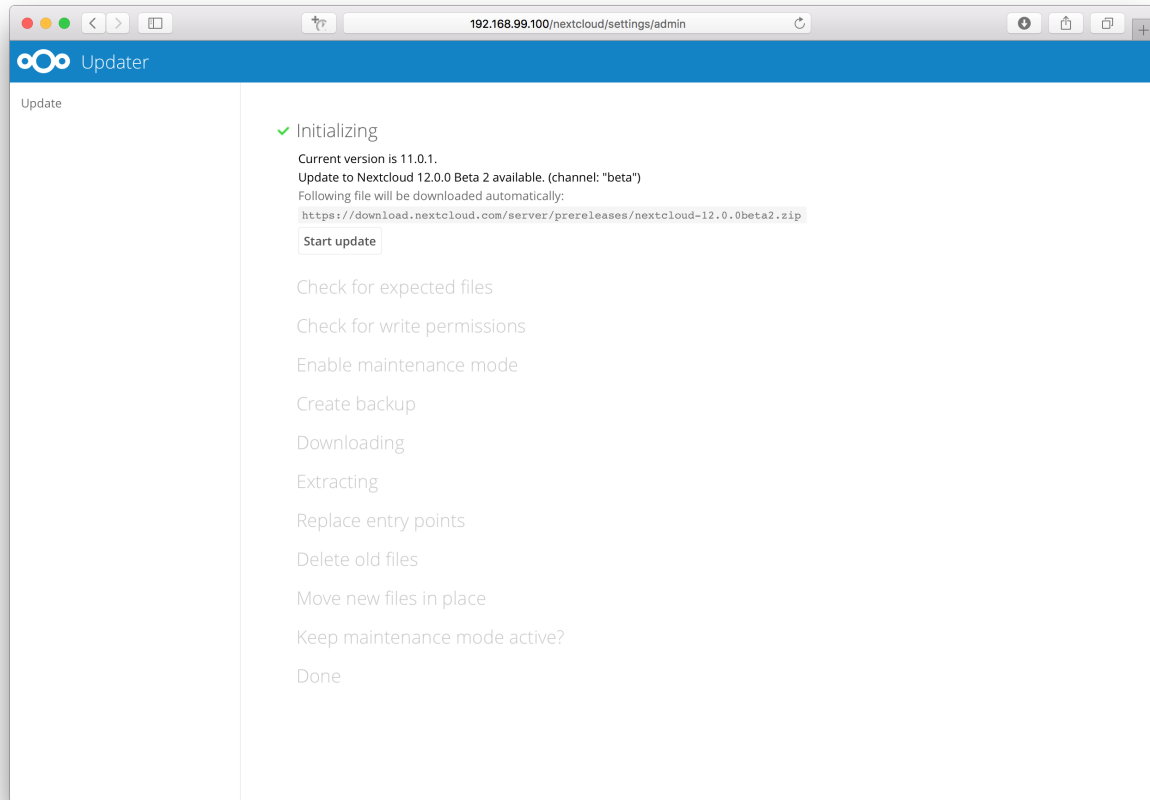 192.168.99.100/nextcloud/settings/admin
Updater
Update
Initializing
Current version is 11.0.1.
Update to Nextcloud 12.0.0 Beta 2 available. (channel: "beta")
Following file will be downloaded automatically:
https://download.nextcloud.com/server/prereleases/nextcloud-12.0.0beta2.zip
Start update
Check for expected files
Check for write permissions
Enable maintenance mode
Create backup
Downloading
Extracting
Replace entry points
Delete old files
Move new files in place
Keep maintenance mode active?
Done